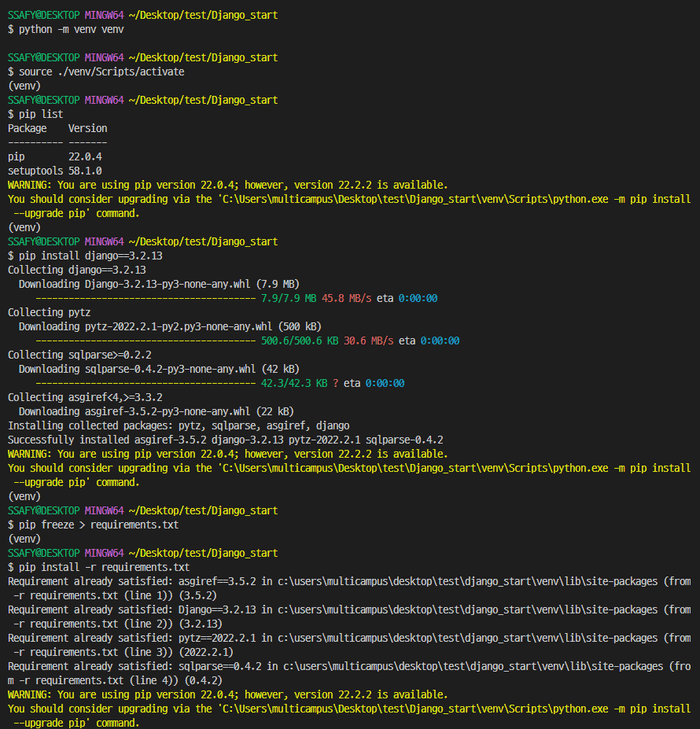 SSAFY@DESKTOP MINGW64 ~/Desktop/test/Django_start
$ python -m venv venv
SSAFY@DESKTOP MINGW64 ~/Desktop/test/Django_start
$ source ./venv/Scripts/activate
(venv)
SSAFY@DESKTOP MINGW64 ~/Desktop/test/Django_start
$ pip list
Package    Version
---------- -------
pip        22.0.4
setuptools 58.1.0
WARNING: You are using pip version 22.0.4; however, version 22.2.2 is available.
You should consider upgrading via the 'C:\Users\multicampus\Desktop\test\Django_start\venv\Scripts\python.exe -m pip install
 --upgrade pip' command.
(venv)
SSAFY@DESKTOP MINGW64 ~/Desktop/test/Django_start
$ pip install django==3.2.13
Collecting django==3.2.13
  Downloading Django-3.2.13-py3-none-any.whl (7.9 MB)
     ---------------------------------------- 7.9/7.9 MB 45.8 MB/s eta 0:00:00
Collecting pytz
  Downloading pytz-2022.2.1-py2.py3-none-any.whl (500 kB)
     ---------------------------------------- 500.6/500.6 KB 30.6 MB/s eta 0:00:00
Collecting sqlparse>=0.2.2
  Downloading sqlparse-0.4.2-py3-none-any.whl (42 kB)
     ---------------------------------------- 42.3/42.3 KB ? eta 0:00:00
Collecting asgiref<4,>=3.3.2
  Downloading asgiref-3.5.2-py3-none-any.whl (22 kB)
Installing collected packages: pytz, sqlparse, asgiref, django
Successfully installed asgiref-3.5.2 django-3.2.13 pytz-2022.2.1 sqlparse-0.4.2
WARNING: You are using pip version 22.0.4; however, version 22.2.2 is available.
You should consider upgrading via the 'C:\Users\multicampus\Desktop\test\Django_start\venv\Scripts\python.exe -m pip install
 --upgrade pip' command.
(venv)
SSAFY@DESKTOP MINGW64 ~/Desktop/test/Django_start
$ pip freeze > requirements.txt
(venv)
SSAFY@DESKTOP MINGW64 ~/Desktop/test/Django_start
$ pip install -r requirements.txt
Requirement already satisfied: asgiref==3.5.2 in c:\users\multicampus\desktop\test\django_start\venv\lib\site-packages (from
 -r requirements.txt (line 1)) (3.5.2)
Requirement already satisfied: Django==3.2.13 in c:\users\multicampus\desktop\test\django_start\venv\lib\site-packages (from
 -r requirements.txt (line 2)) (3.2.13)
Requirement already satisfied: pytz==2022.2.1 in c:\users\multicampus\desktop\test\django_start\venv\lib\site-packages (from
 -r requirements.txt (line 3)) (2022.2.1)
Requirement already satisfied: sqlparse==0.4.2 in c:\users\multicampus\desktop\test\django_start\venv\lib\site-packages (fro
m -r requirements.txt (line 4)) (0.4.2)
WARNING: You are using pip version 22.0.4; however, version 22.2.2 is available.
You should consider upgrading via the 'C:\Users\multicampus\Desktop\test\Django_start\venv\Scripts\python.exe -m pip install
 --upgrade pip' command.